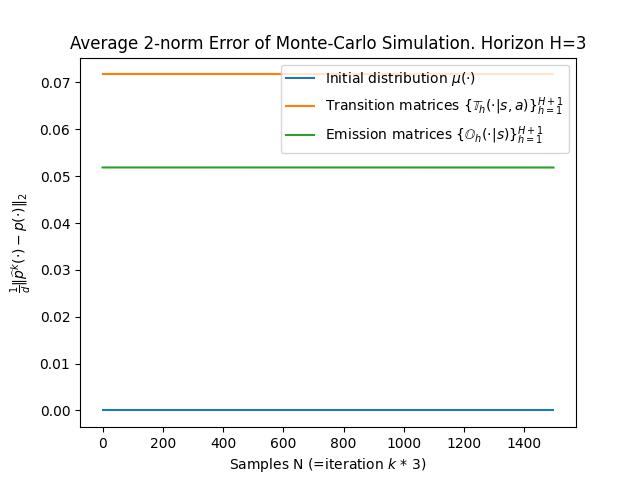 Average 2-norm Error of Monte-Carlo Simulation. Horizon H=3
Initial distribution μ(·)
Transition matrices {𝕋ₕ(·|s, a)}ₕ₌₁ᴴ⁺¹
Emission matrices {𝕆ₕ(·|s)}ₕ₌₁ᴴ⁺¹
0.07
0.06
0.05
0.04
0.03
0.02
0.01
0.00
1/d ‖p̂ᵏ(·) − p(·)‖₂
0 200 400 600 800 1000 1200 1400
Samples N (=iteration k * 3)